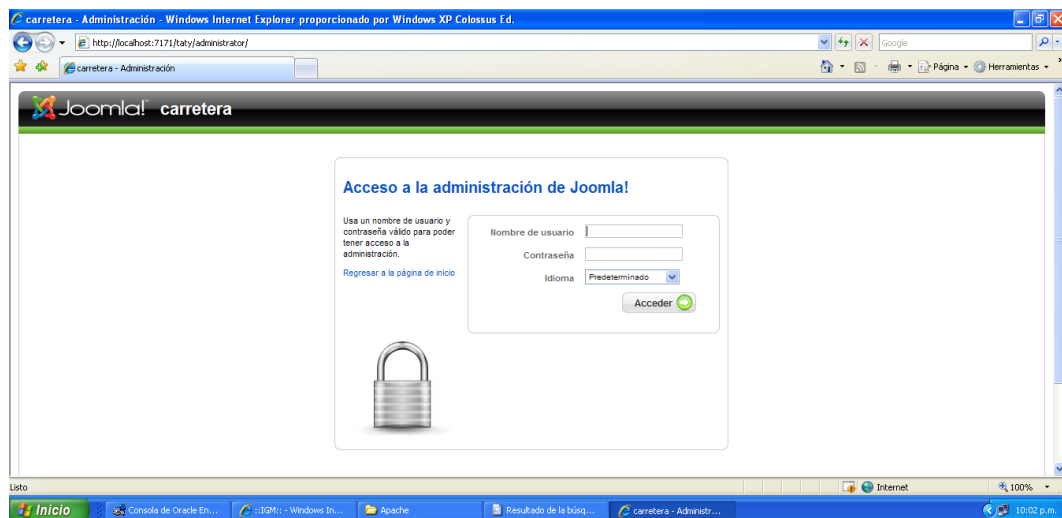 carretera - Administración - Windows Internet Explorer proporcionado por Windows XP Colossus Ed.
http://localhost:7171/taty/administrator/
Google
carretera - Administración
Página
Herramientas
Joomla! carretera
Acceso a la administración de Joomla!
Usa un nombre de usuario y
contraseña válido para poder
tener acceso a la
administración.
Regresar a la página de inicio
Nombre de usuario
Contraseña
Idioma Predeterminado
Acceder
Listo
Internet
100%
Inicio
Consola de Oracle En...
::IGM:: - Windows In...
Apache
Resultado de la búsq...
carretera - Administr...
10:02 p.m.